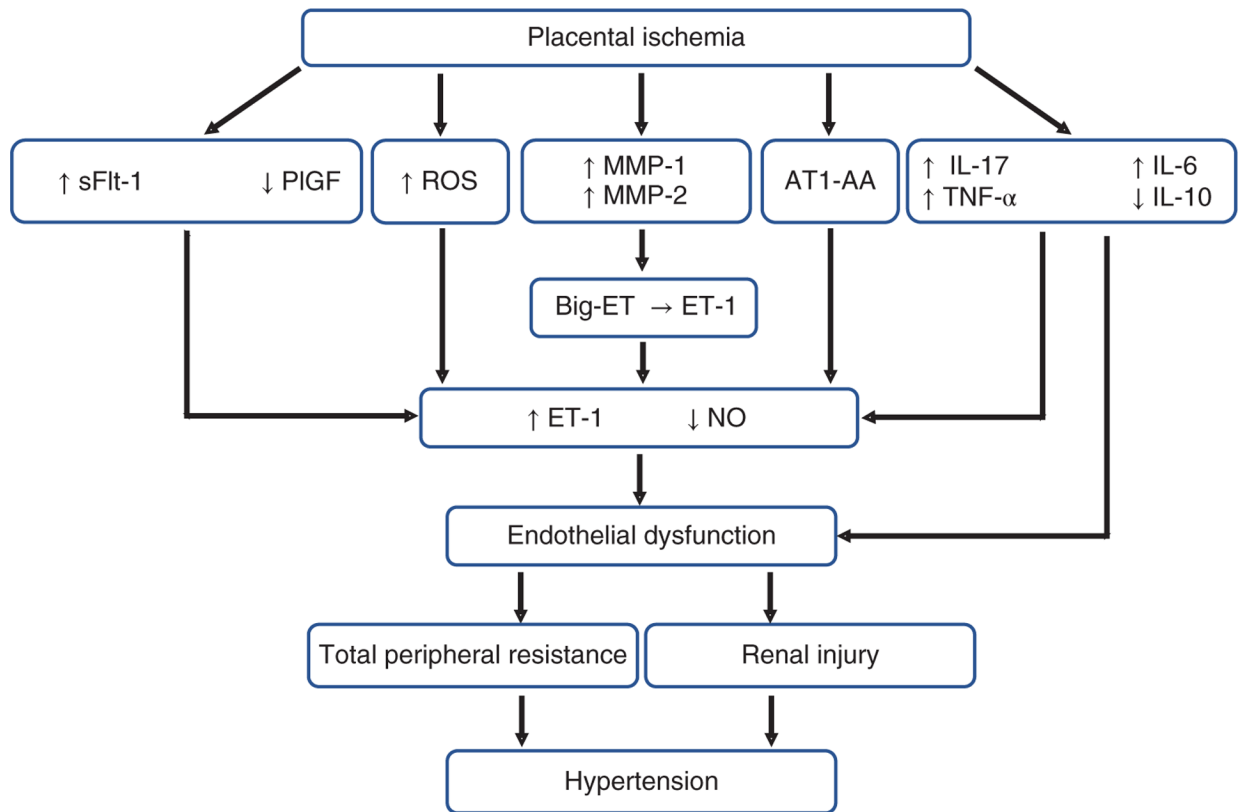 Placental ischemia
↑ sFlt-1 ↓ PlGF
↑ ROS
↑ MMP-1
↑ MMP-2
AT1-AA
↑ IL-17 ↑ IL-6
↑ TNF-α ↓ IL-10
Big-ET → ET-1
↑ ET-1 ↓ NO
Endothelial dysfunction
Total peripheral resistance
Renal injury
Hypertension